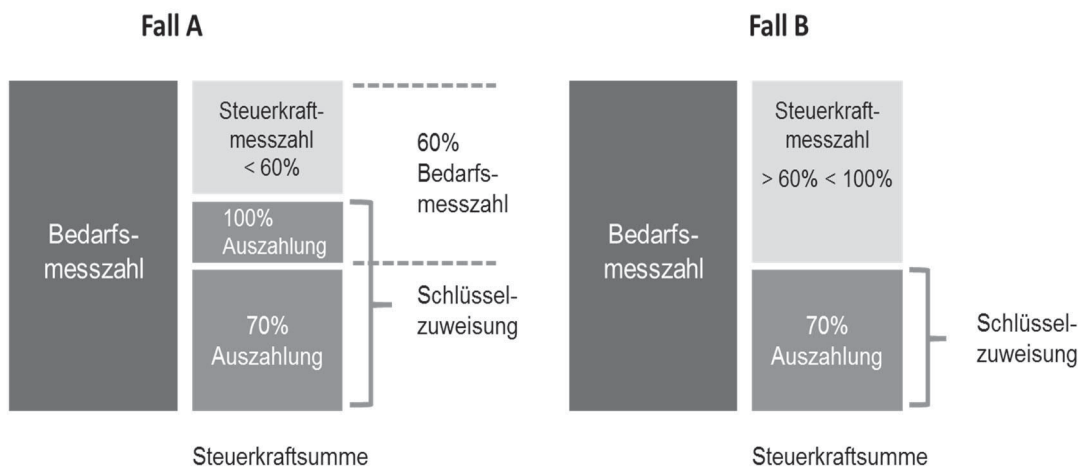 Fall A
Bedarfs-
messzahl
Steuerkraft-
messzahl
< 60%
100%
Auszahlung
70%
Auszahlung
60%
Bedarfs-
messzahl
Schlüssel-
zuweisung
Steuerkraftsumme
Fall B
Bedarfs-
messzahl
Steuerkraft-
messzahl
> 60% < 100%
70%
Auszahlung
Schlüssel-
zuweisung
Steuerkraftsumme